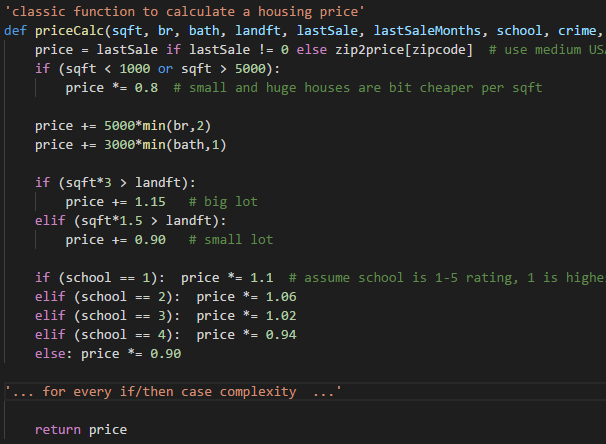 'classic function to calculate a housing price'
def priceCalc(sqft, br, bath, landft, lastSale, lastSaleMonths, school, crime,
price = lastSale if lastSale != 0 else zip2price[zipcode]  # use medium
if (sqft < 1000 or sqft > 5000):
price *= 0.8  # small and huge houses are bit cheaper per sqft
price += 5000*min(br,2)
price += 3000*min(bath,1)
if (sqft*3 > landft):
price += 1.15   # big lot
elif (sqft*1.5 > landft):
price += 0.90   # small lot
if (school == 1):  price *= 1.1  # assume school is 1-5 rating, 1 is
elif (school == 2):  price *= 1.06
elif (school == 3):  price *= 1.02
elif (school == 4):  price *= 0.94
else: price *= 0.90
'... for every if/then case complexity  ...'
return price